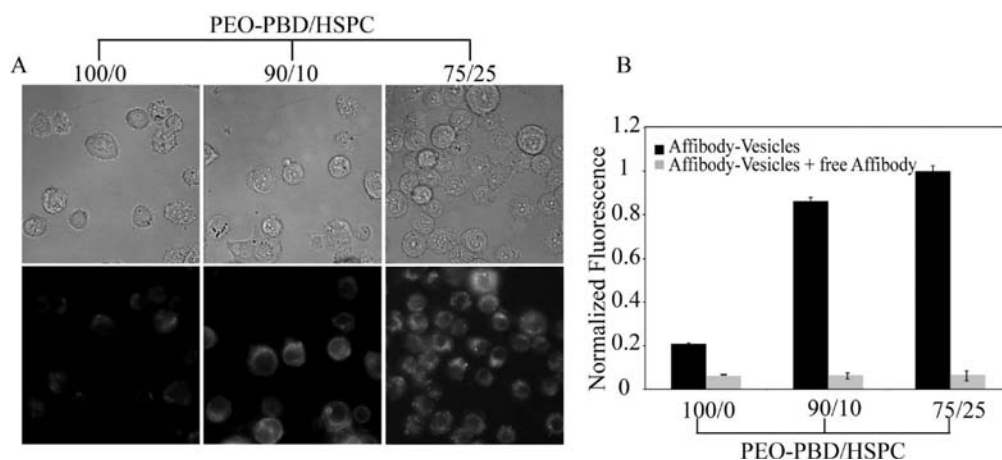 PEO-PBD/HSPC
A
100/0 90/10 75/25
B
1.2
1
0.8
0.6
0.4
0.2
0
Normalized Fluorescence
Affibody-Vesicles
Affibody-Vesicles + free Affibody
100/0 90/10 75/25
PEO-PBD/HSPC